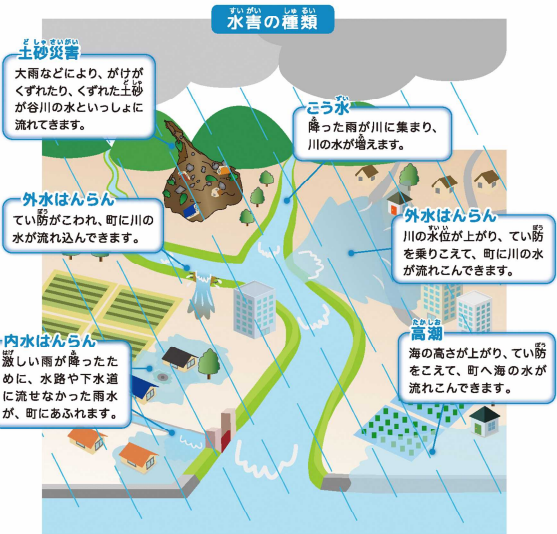 水害の種類
土砂災害
大雨などにより、がけが
くずれたり、くずれた土砂
が谷川の水といっしょに
流れてきます。
こう水
降った雨が川に集まり、
川の水が増えます。
外水はんらん
てい防がこわれ、町に川の
水が流れ込んできます。
外水はんらん
川の水位が上がり、てい防
を乗りこえて、町に川の水
が流れこんできます。
内水はんらん
激しい雨が降ったた
めに、水路や下水道
に流せなかった雨水
が、町にあふれます。
高潮
海の高さが上がり、てい防
をこえて、町へ海の水が
流れこんできます。